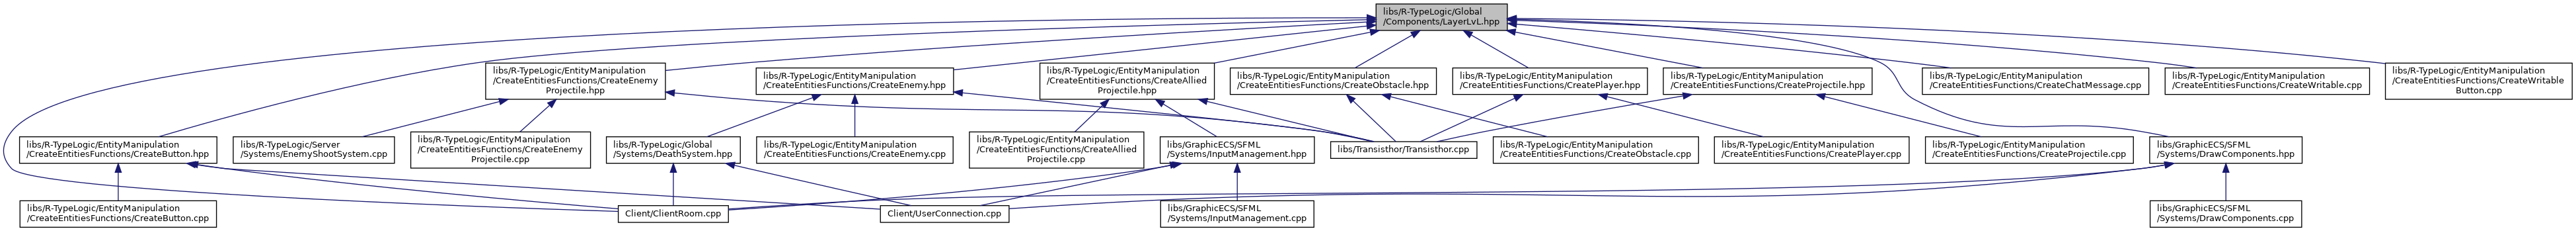 libs/R-TypeLogic/Global
/Components/LayerLvL.hpp
libs/R-TypeLogic/EntityManipulation
/CreateEntitiesFunctions/CreateEnemy
Projectile.hpp
libs/R-TypeLogic/EntityManipulation
/CreateEntitiesFunctions/CreateEnemy.hpp
libs/R-TypeLogic/EntityManipulation
/CreateEntitiesFunctions/CreateAllied
Projectile.hpp
libs/R-TypeLogic/EntityManipulation
/CreateEntitiesFunctions/CreateObstacle.hpp
libs/R-TypeLogic/EntityManipulation
/CreateEntitiesFunctions/CreatePlayer.hpp
libs/R-TypeLogic/EntityManipulation
/CreateEntitiesFunctions/CreateProjectile.hpp
libs/R-TypeLogic/EntityManipulation
/CreateEntitiesFunctions/CreateChatMessage.cpp
libs/R-TypeLogic/EntityManipulation
/CreateEntitiesFunctions/CreateWritable.cpp
libs/R-TypeLogic/EntityManipulation
/CreateEntitiesFunctions/CreateWritable
Button.cpp
libs/R-TypeLogic/EntityManipulation
/CreateEntitiesFunctions/CreateButton.hpp
libs/R-TypeLogic/Server
/Systems/EnemyShootSystem.cpp
libs/R-TypeLogic/EntityManipulation
/CreateEntitiesFunctions/CreateEnemy
Projectile.cpp
libs/R-TypeLogic/Global
/Systems/DeathSystem.hpp
libs/R-TypeLogic/EntityManipulation
/CreateEntitiesFunctions/CreateEnemy.cpp
libs/R-TypeLogic/EntityManipulation
/CreateEntitiesFunctions/CreateAllied
Projectile.cpp
libs/GraphicECS/SFML
/Systems/InputManagement.hpp
libs/Transisthor/Transisthor.cpp
libs/R-TypeLogic/EntityManipulation
/CreateEntitiesFunctions/CreateObstacle.cpp
libs/R-TypeLogic/EntityManipulation
/CreateEntitiesFunctions/CreatePlayer.cpp
libs/R-TypeLogic/EntityManipulation
/CreateEntitiesFunctions/CreateProjectile.cpp
libs/GraphicECS/SFML
/Systems/DrawComponents.hpp
libs/R-TypeLogic/EntityManipulation
/CreateEntitiesFunctions/CreateButton.cpp
Client/ClientRoom.cpp
Client/UserConnection.cpp
libs/GraphicECS/SFML
/Systems/InputManagement.cpp
libs/GraphicECS/SFML
/Systems/DrawComponents.cpp